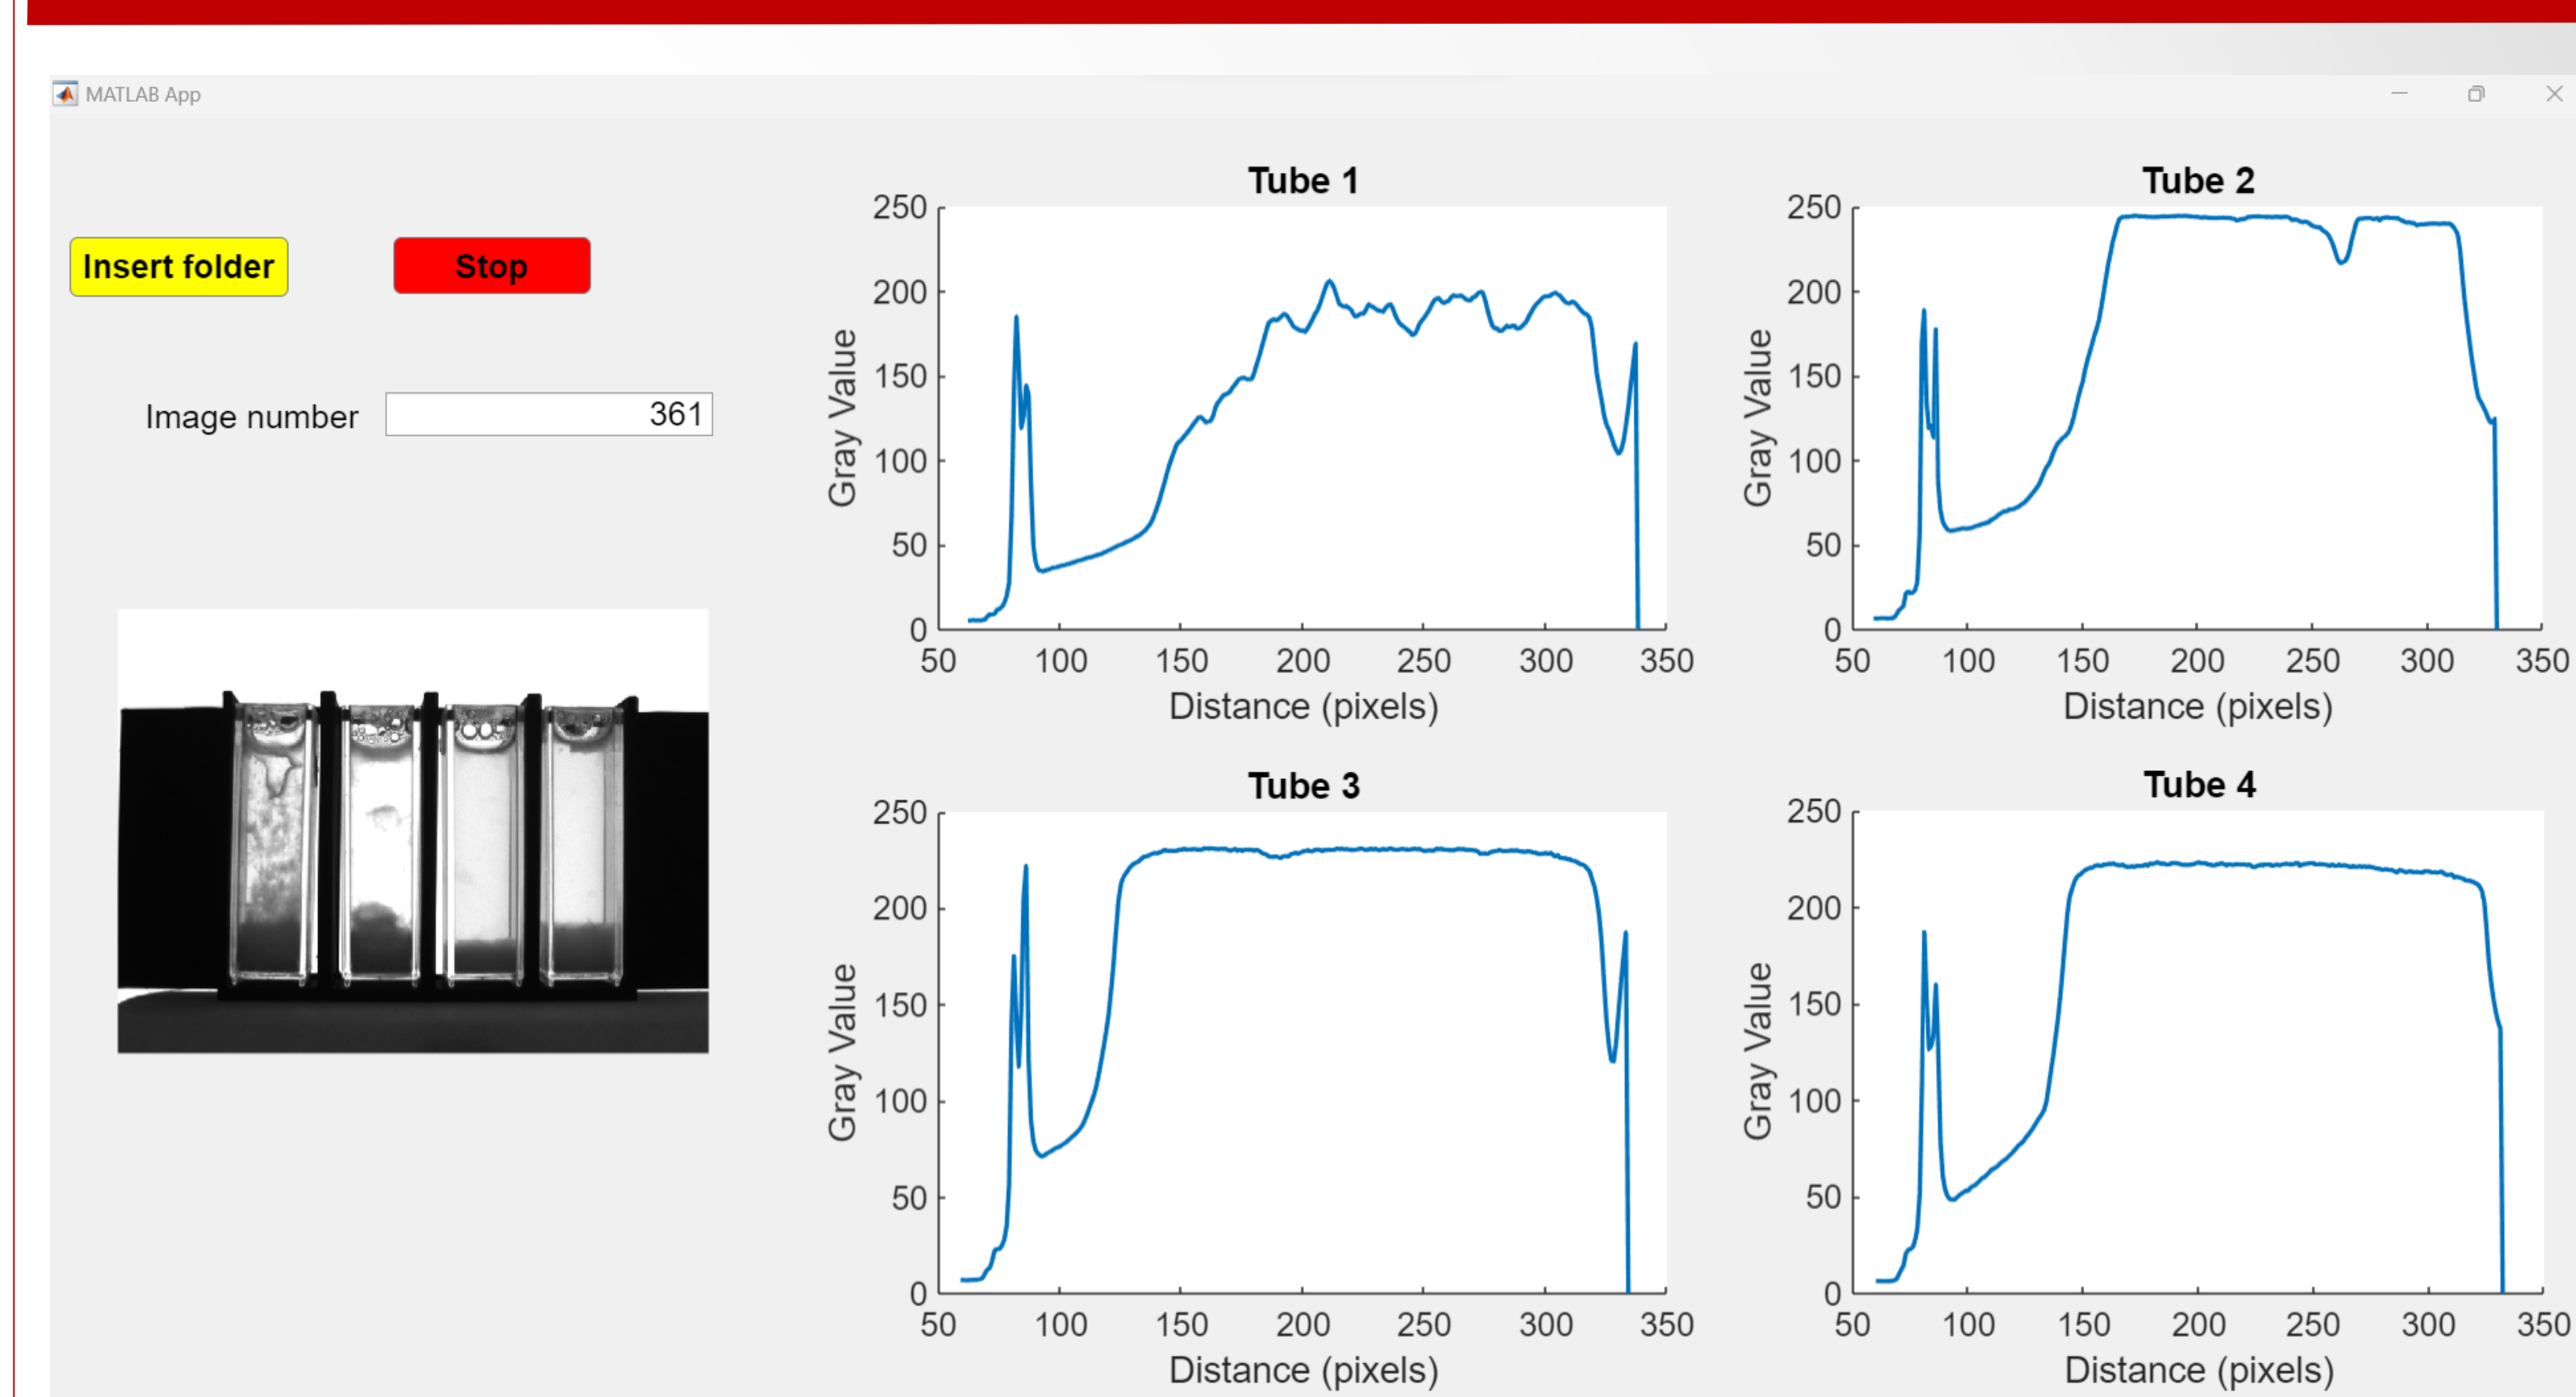 MATLAB App
Insert folder
Stop
Image number
361
Tube 1
250
200
150
100
50
0
Gray Value
50 100 150 200 250 300 350
Distance (pixels)
Tube 2
250
200
150
100
50
0
Gray Value
50 100 150 200 250 300 350
Distance (pixels)
Tube 3
250
200
150
100
50
0
Gray Value
50 100 150 200 250 300 350
Distance (pixels)
Tube 4
250
200
150
100
50
0
Gray Value
50 100 150 200 250 300 350
Distance (pixels)